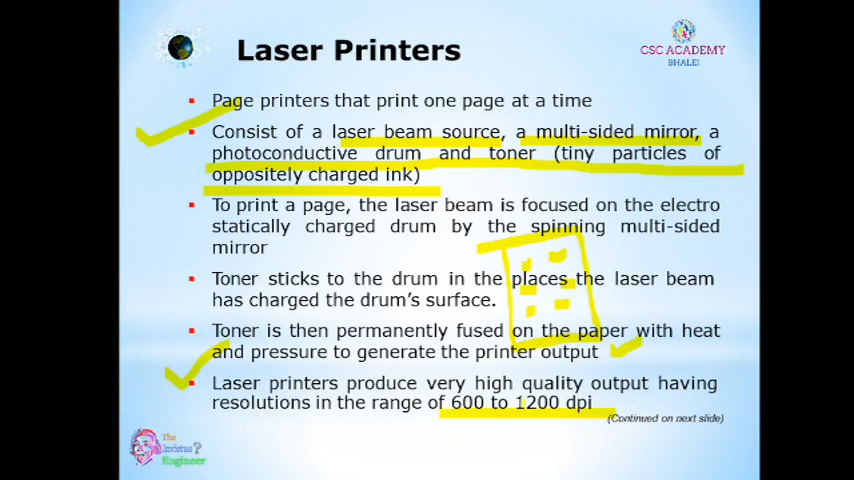 Laser Printers
CSC ACADEMY
BHALEI
Page printers that print one page at a time
Consist of a laser beam source, a multi-sided mirror, a
photoconductive drum and toner (tiny particles of
oppositely charged ink)
To print a page, the laser beam is focused on the electro
statically charged drum by the spinning multi-sided
mirror
Toner sticks to the drum in the places the laser beam
has charged the drum's surface.
Toner is then permanently fused on the paper with heat
and pressure to generate the printer output
Laser printers produce very high quality output having
resolutions in the range of 600 to 1200 dpi
(Continued on next slide)
The
Invictus ?
Engineer